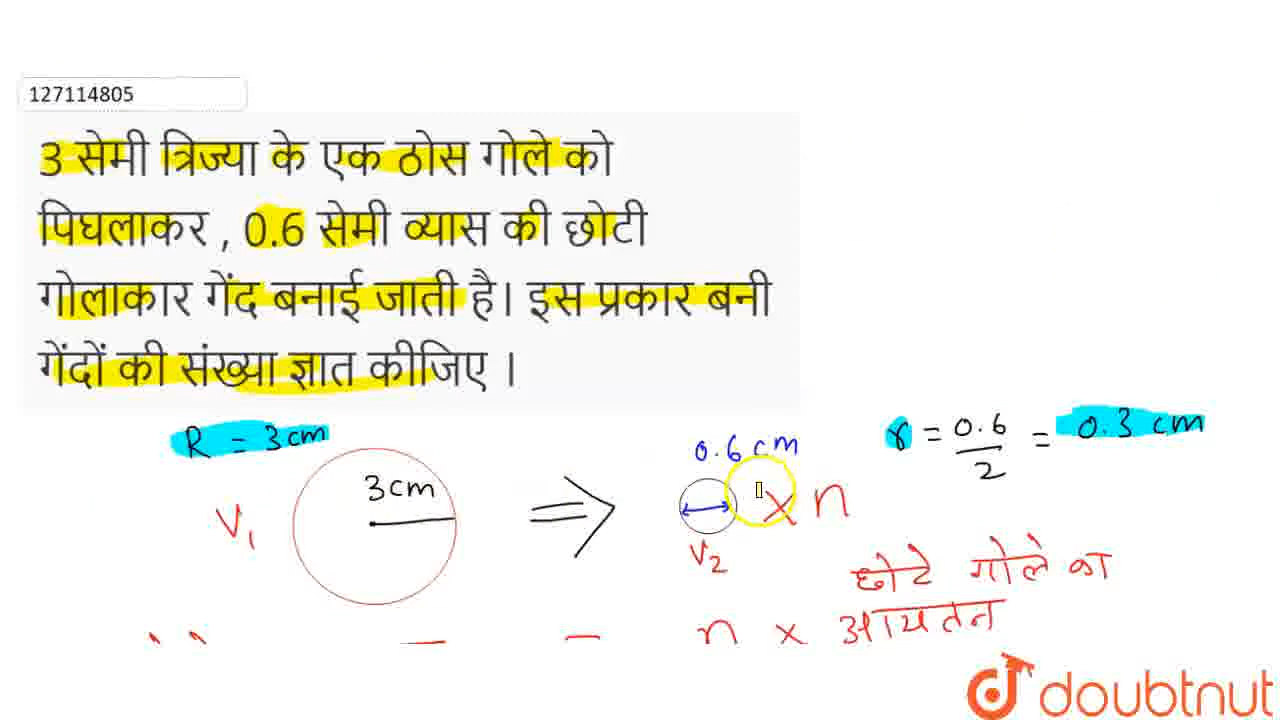 127114805
3 सेमी त्रिज्या के एक ठोस गोले को
पिघलाकर , 0.6 सेमी व्यास की छोटी
गोलाकार गेंद बनाई जाती है। इस प्रकार बनी
गेंदों की संख्या ज्ञात कीजिए ।
R = 3cm
0.6 cm
r = 0.6/2 = 0.3 cm
3cm
V₁
⇒
× n
V₂
छोटे गोले का
n × आयतन
doubtnut